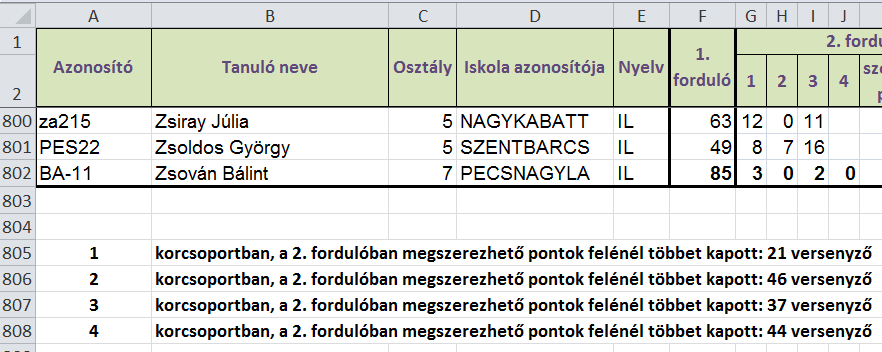 A B C D E F G H I J
1 Azonosító Tanuló neve Osztály Iskola azonosítója Nyelv 1. forduló 2.
2 1 2 3 4
800 za215 Zsiray Júlia 5 NAGYKABATT IL 63 12 0 11
801 PES22 Zsoldos György 5 SZENTBARCS IL 49 8 7 16
802 BA-11 Zsován Bálint 7 PECSNAGYLA IL 85 3 0 2 0
803
804
805 1 korcsoportban, a 2. fordulóban megszerezhető pontok felénél többet kapott: 21 versenyző
806 2 korcsoportban, a 2. fordulóban megszerezhető pontok felénél többet kapott: 46 versenyző
807 3 korcsoportban, a 2. fordulóban megszerezhető pontok felénél többet kapott: 37 versenyző
808 4 korcsoportban, a 2. fordulóban megszerezhető pontok felénél többet kapott: 44 versenyző